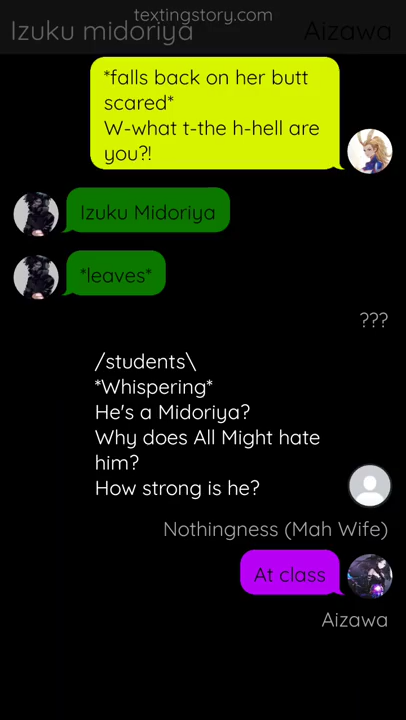 textingstory.com
Izuku midoriya
Aizawa
*falls back on her butt
scared*
W-what t-the h-hell are
you?!
Izuku Midoriya
*leaves*
???
/students\
*Whispering*
He's a Midoriya?
Why does All Might hate
him?
How strong is he?
Nothingness (Mah Wife)
At class
Aizawa